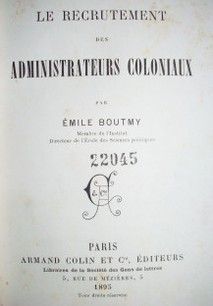 LE RECRUTEMENT
DES
ADMINISTRATEURS COLONIAUX
PAR
ÉMILE BOUTMY
Membre de l'Institut
Directeur de l'École des Sciences politiques
22045
PARIS
ARMAND COLIN ET Cie, ÉDITEURS
Libraires de la Société des Gens de lettres
5, RUE DE MÉZIÈRES, 5
1895
Tous droits réservés